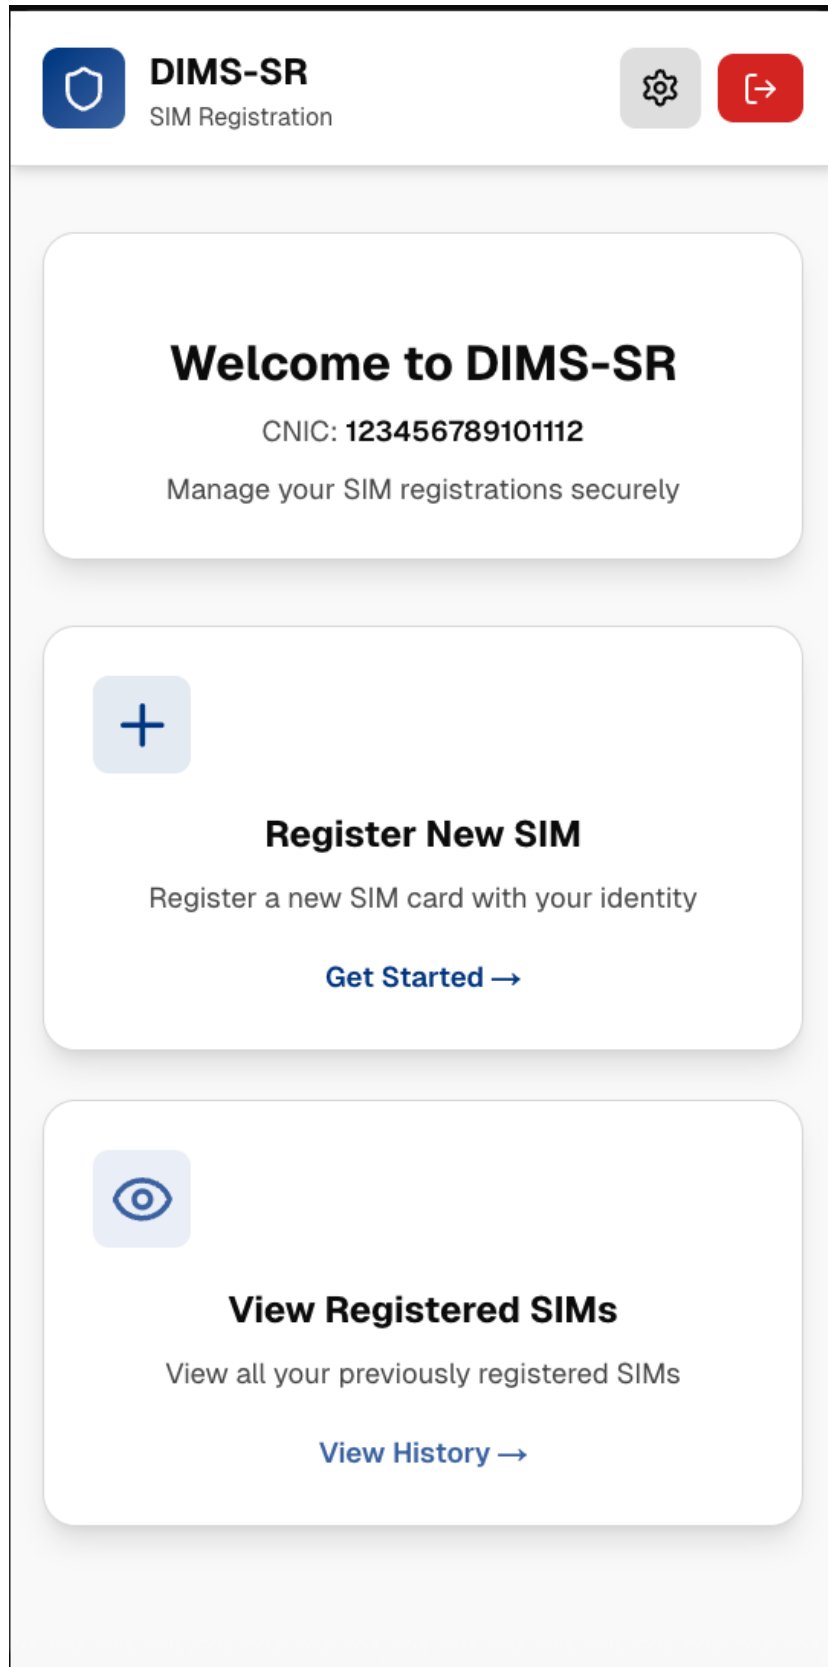 DIMS-SR
SIM Registration
Welcome to DIMS-SR
CNIC: 123456789101112
Manage your SIM registrations securely
Register New SIM
Register a new SIM card with your identity
Get Started →
View Registered SIMs
View all your previously registered SIMs
View History →